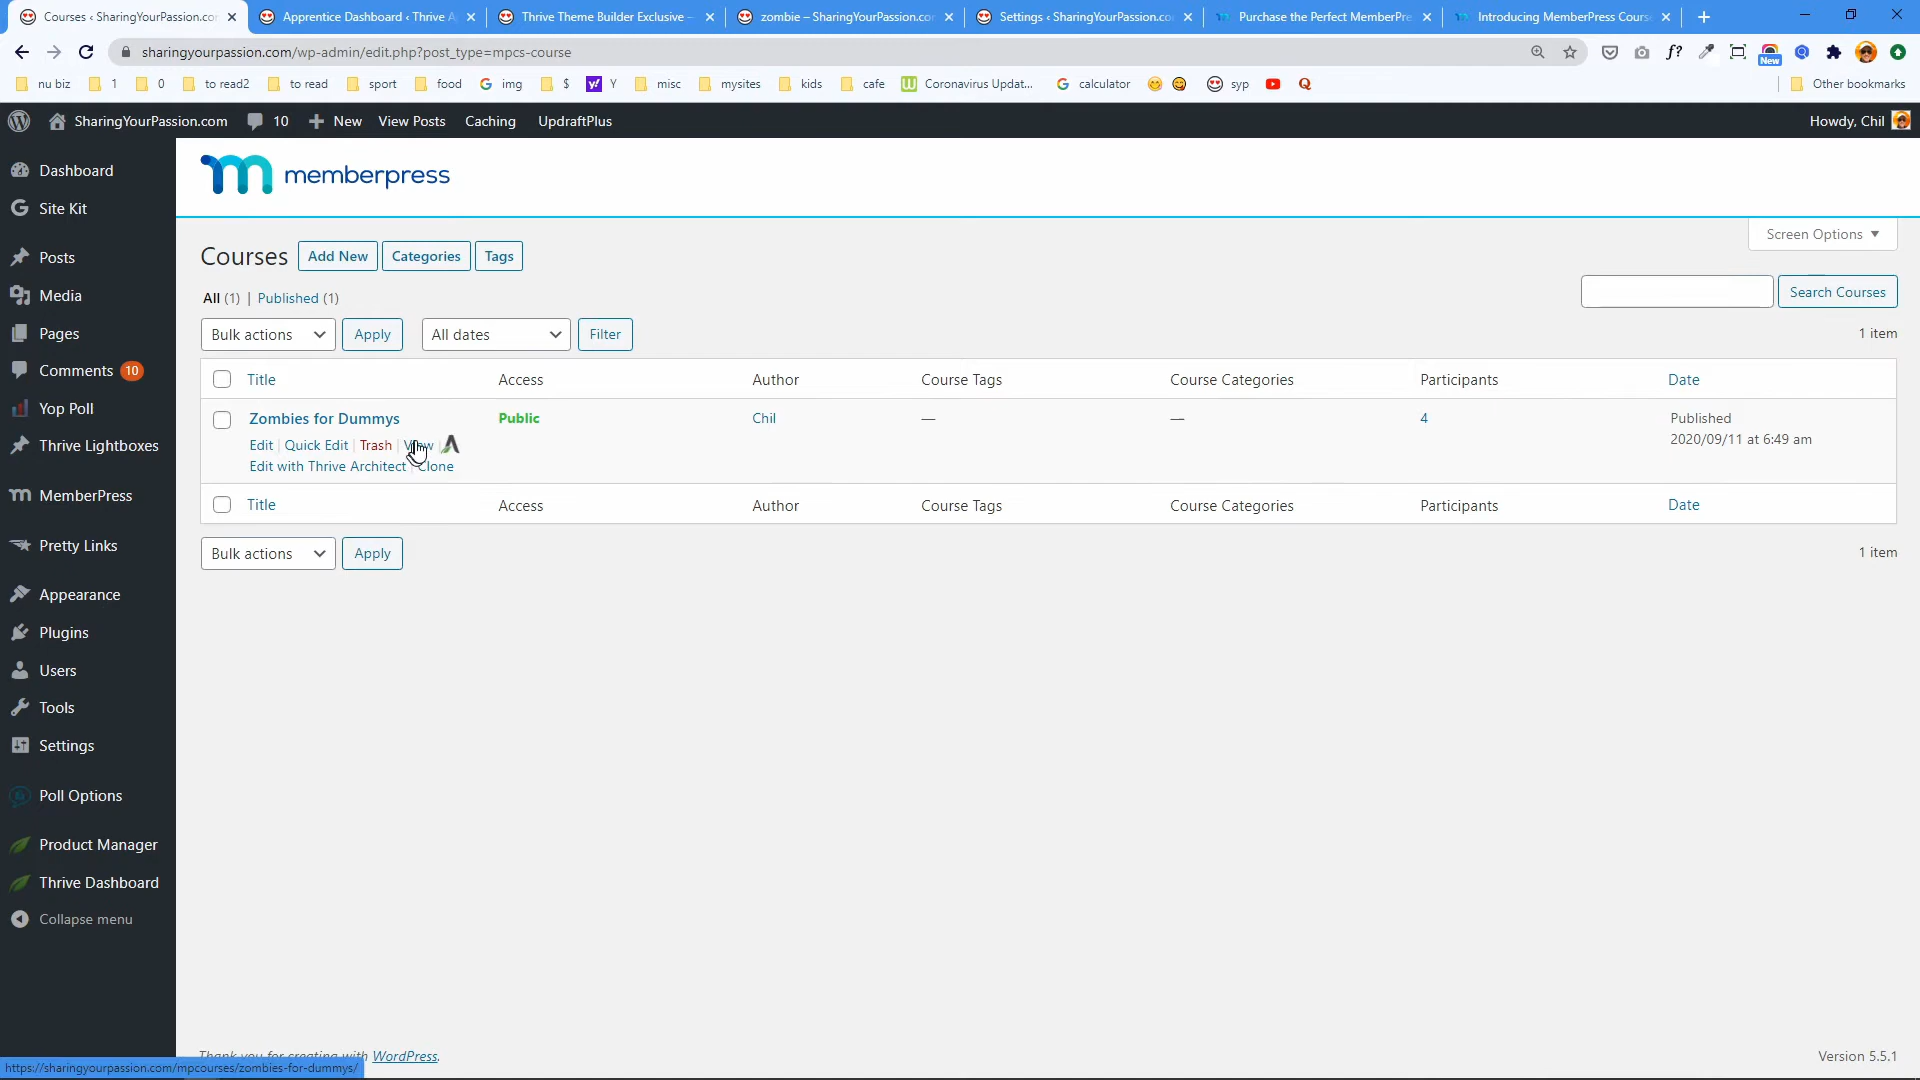 Courses ‹ SharingYourPassion.co
Apprentice Dashboard ‹ Thrive A
Thrive Theme Builder Exclusive –
zombie – SharingYourPassion.co
Settings ‹ SharingYourPassion.co
Purchase the Perfect MemberPre
Introducing MemberPress Cours
sharingyourpassion.com/wp-admin/edit.php?post_type=mpcs-course
f?
New
nu biz
1
0
to read2
to read
sport
food
img
$
Y
misc
mysites
kids
cafe
Coronavirus Updat...
calculator
syp
Other bookmarks
SharingYourPassion.com
10
New
View Posts
Caching
UpdraftPlus
Howdy, Chil
Dashboard
Site Kit
Posts
Media
Pages
Comments 10
Yop Poll
Thrive Lightboxes
MemberPress
Pretty Links
Appearance
Plugins
Users
Tools
Settings
Poll Options
Product Manager
Thrive Dashboard
Collapse menu
memberpress
Screen Options
Courses Add New Categories Tags
All (1) | Published (1)
Search Courses
Bulk actions Apply All dates Filter
1 item
Title Access Author Course Tags Course Categories Participants Date
Zombies for Dummys Public Chil — — 4 Published
2020/09/11 at 6:49 am
Edit | Quick Edit | Trash | View |
Edit with Thrive Architect | Clone
Title Access Author Course Tags Course Categories Participants Date
Bulk actions Apply
1 item
Thank you for creating with WordPress.
Version 5.5.1
https://sharingyourpassion.com/mpcourses/zombies-for-dummys/